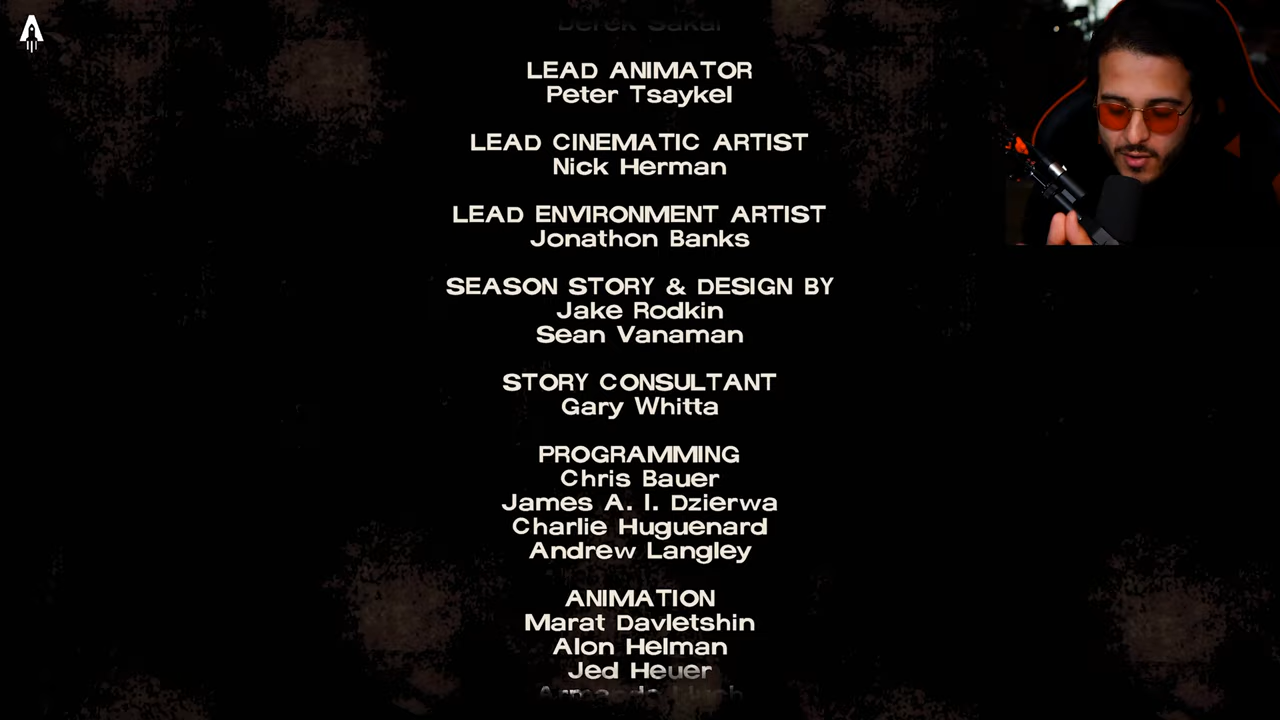 Derek Sakai
LEAD ANIMATOR
Peter Tsaykel
LEAD CINEMATIC ARTIST
Nick Herman
LEAD ENVIRONMENT ARTIST
Jonathon Banks
SEASON STORY & DESIGN BY
Jake Rodkin
Sean Vanaman
STORY CONSULTANT
Gary Whitta
PROGRAMMING
Chris Bauer
James A. I. Dzierwa
Charlie Huguenard
Andrew Langley
ANIMATION
Marat Davletshin
Alon Helman
Jed Heuer